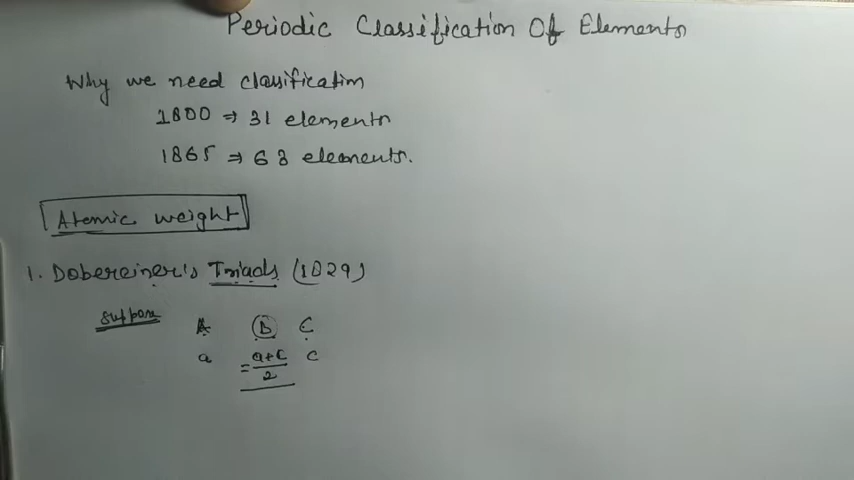 Periodic Classification Of Elements
Why we need classification
1800 ⇒ 31 elements
1865 ⇒ 63 elements.
Atomic weight
1. Dobereiner's Triads (1829)
Suppose A B C
a = a+c/2 c